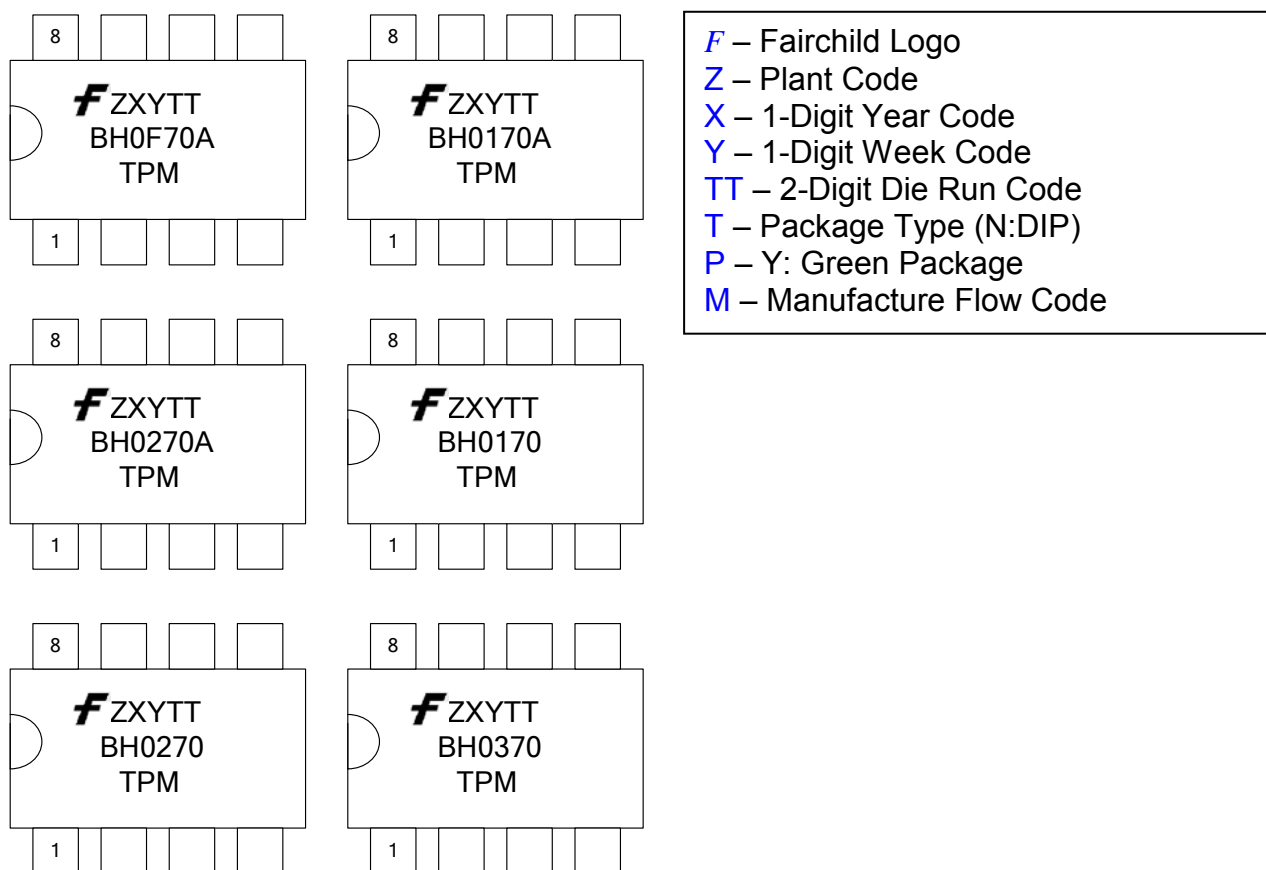 8
F ZXYTT
BH0F70A
TPM
1
8
F ZXYTT
BH0170A
TPM
1
F – Fairchild Logo
Z – Plant Code
X – 1-Digit Year Code
Y – 1-Digit Week Code
TT – 2-Digit Die Run Code
T – Package Type (N:DIP)
P – Y: Green Package
M – Manufacture Flow Code
8
F ZXYTT
BH0270A
TPM
1
8
F ZXYTT
BH0170
TPM
1
8
F ZXYTT
BH0270
TPM
1
8
F ZXYTT
BH0370
TPM
1